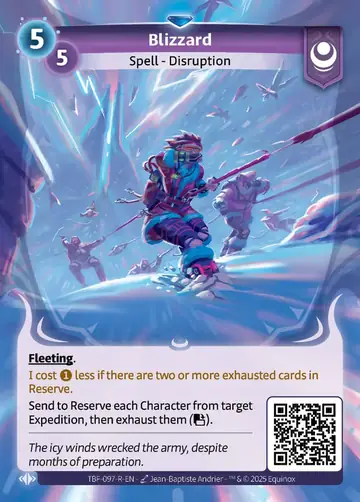 5
5
Blizzard
Spell - Disruption
Fleeting.
I cost 1 less if there are two or more exhausted cards in
Reserve.
Send to Reserve each Character from target
Expedition, then exhaust them ().
The icy winds wrecked the army, despite
months of preparation.
TBF-097-R-EN - Jean-Baptiste Andrier - ™ & © 2025 Equinox